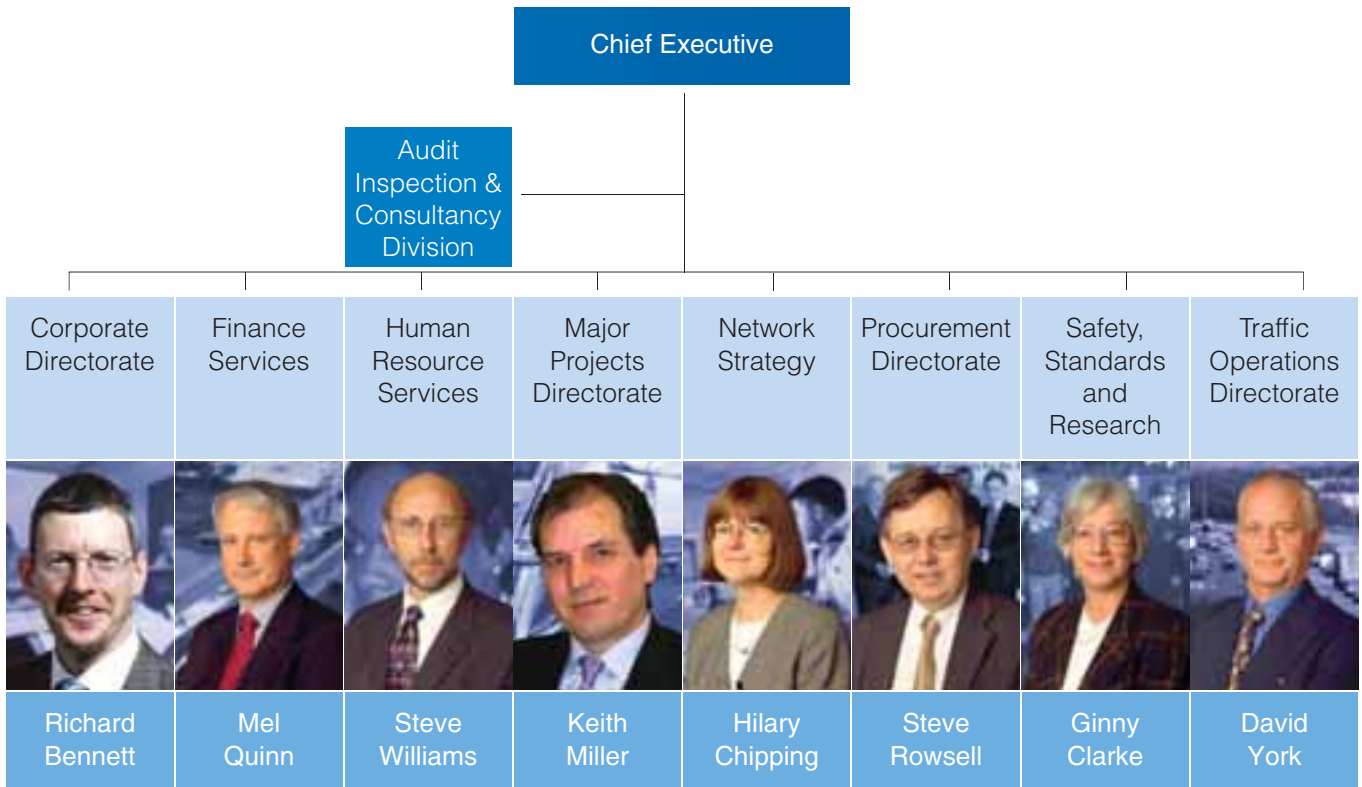 Chief Executive
Audit
Inspection &
Consultancy
Division
Corporate
Directorate
Finance
Services
Human
Resource
Services
Major
Projects
Directorate
Network
Strategy
Procurement
Directorate
Safety,
Standards
and
Research
Traffic
Operations
Directorate
Richard
Bennett
Mel
Quinn
Steve
Williams
Keith
Miller
Hilary
Chipping
Steve
Rowsell
Ginny
Clarke
David
York